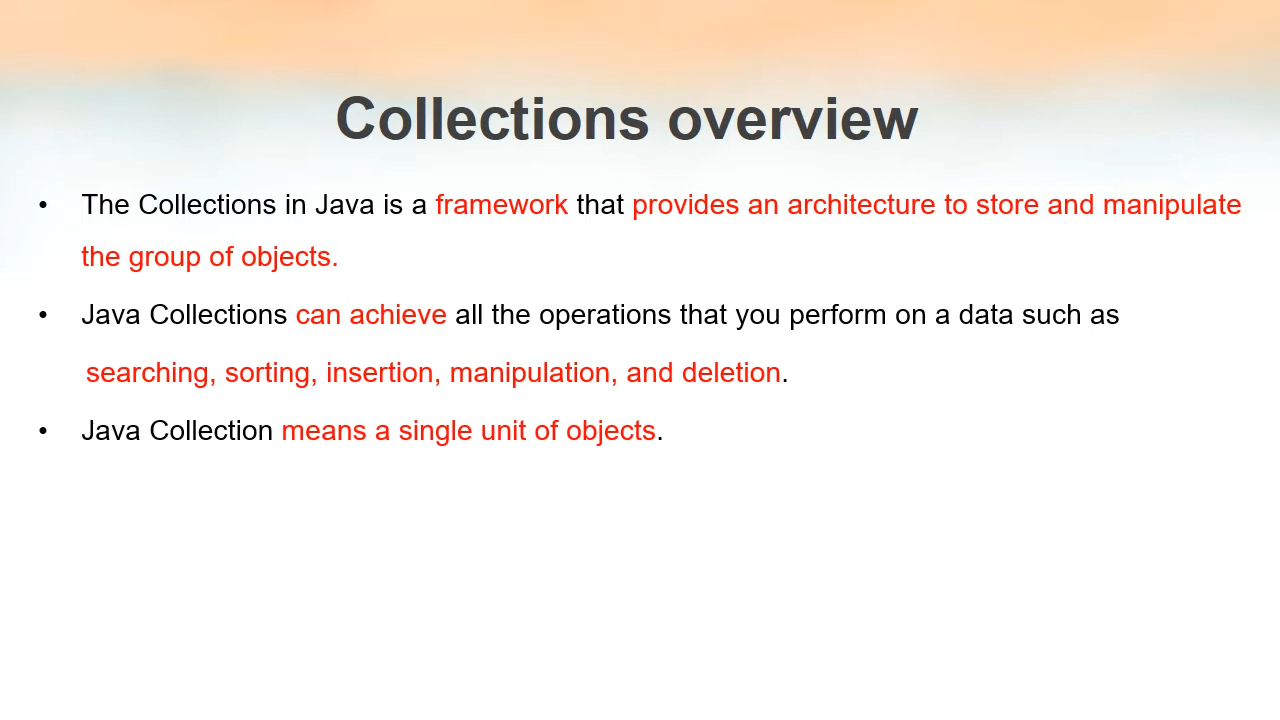 Collections overview
• The Collections in Java is a framework that provides an architecture to store and manipulate
the group of objects.
• Java Collections can achieve all the operations that you perform on a data such as
searching, sorting, insertion, manipulation, and deletion.
• Java Collection means a single unit of objects.